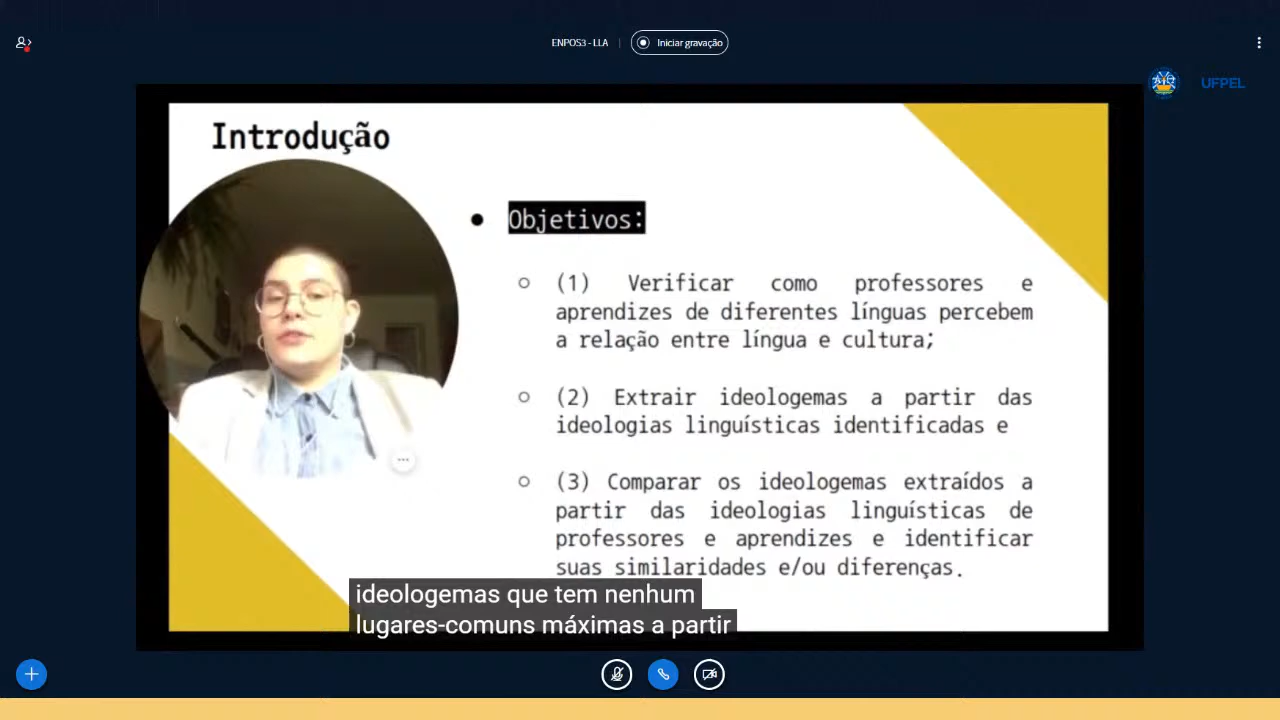 ENPOS3 - LLA
Iniciar gravação
UFPEL
Introdução
Objetivos:
(1) Verificar como professores e
aprendizes de diferentes línguas percebem
a relação entre língua e cultura;
(2) Extrair ideologemas a partir das
ideologias linguísticas identificadas e
(3) Comparar os ideologemas extraídos a
partir das ideologias linguísticas de
professores e aprendizes e identificar
suas similaridades e/ou diferenças.
ideologemas que tem nenhum
lugares-comuns máximas a partir